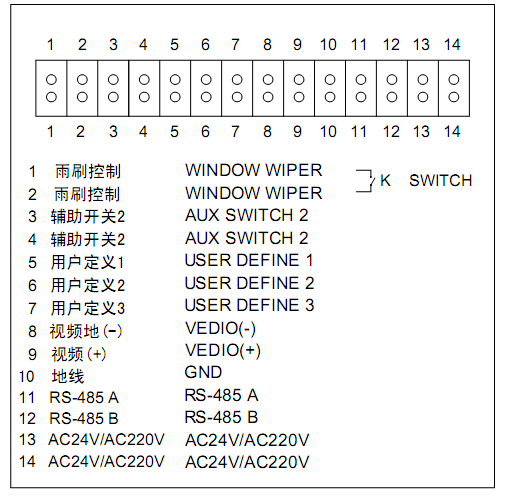 1 2 3 4 5 6 7 8 9 10 11 12 13 14
1 2 3 4 5 6 7 8 9 10 11 12 13 14
1 雨刷控制 WINDOW WIPER
2 雨刷控制 WINDOW WIPER
K SWITCH
3 辅助开关2 AUX SWITCH 2
4 辅助开关2 AUX SWITCH 2
5 用户定义1 USER DEFINE 1
6 用户定义2 USER DEFINE 2
7 用户定义3 USER DEFINE 3
8 视频地(-) VEDIO(-)
9 视频(+) VEDIO(+)
10 地线 GND
11 RS-485 A RS-485 A
12 RS-485 B RS-485 B
13 AC24V/AC220V AC24V/AC220V
14 AC24V/AC220V AC24V/AC220V